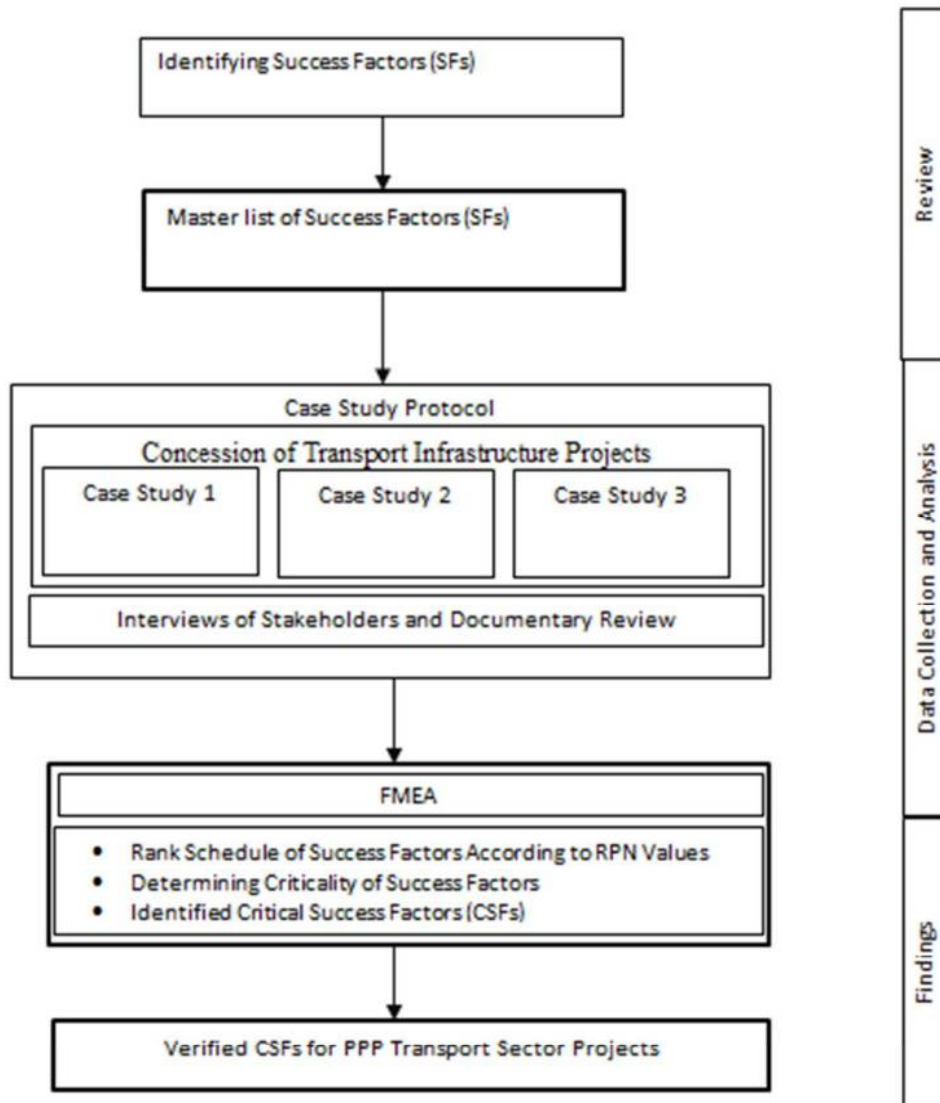 Identifying Success Factors (SFs)
Master list of Success Factors (SFs)
Case Study Protocol
Concession of Transport Infrastructure Projects
Case Study 1
Case Study 2
Case Study 3
Interviews of Stakeholders and Documentary Review
FMEA
• Rank Schedule of Success Factors According to RPN Values
• Determining Criticality of Success Factors
• Identified Critical Success Factors (CSFs)
Verified CSFs for PPP Transport Sector Projects
Review
Data Collection and Analysis
Findings